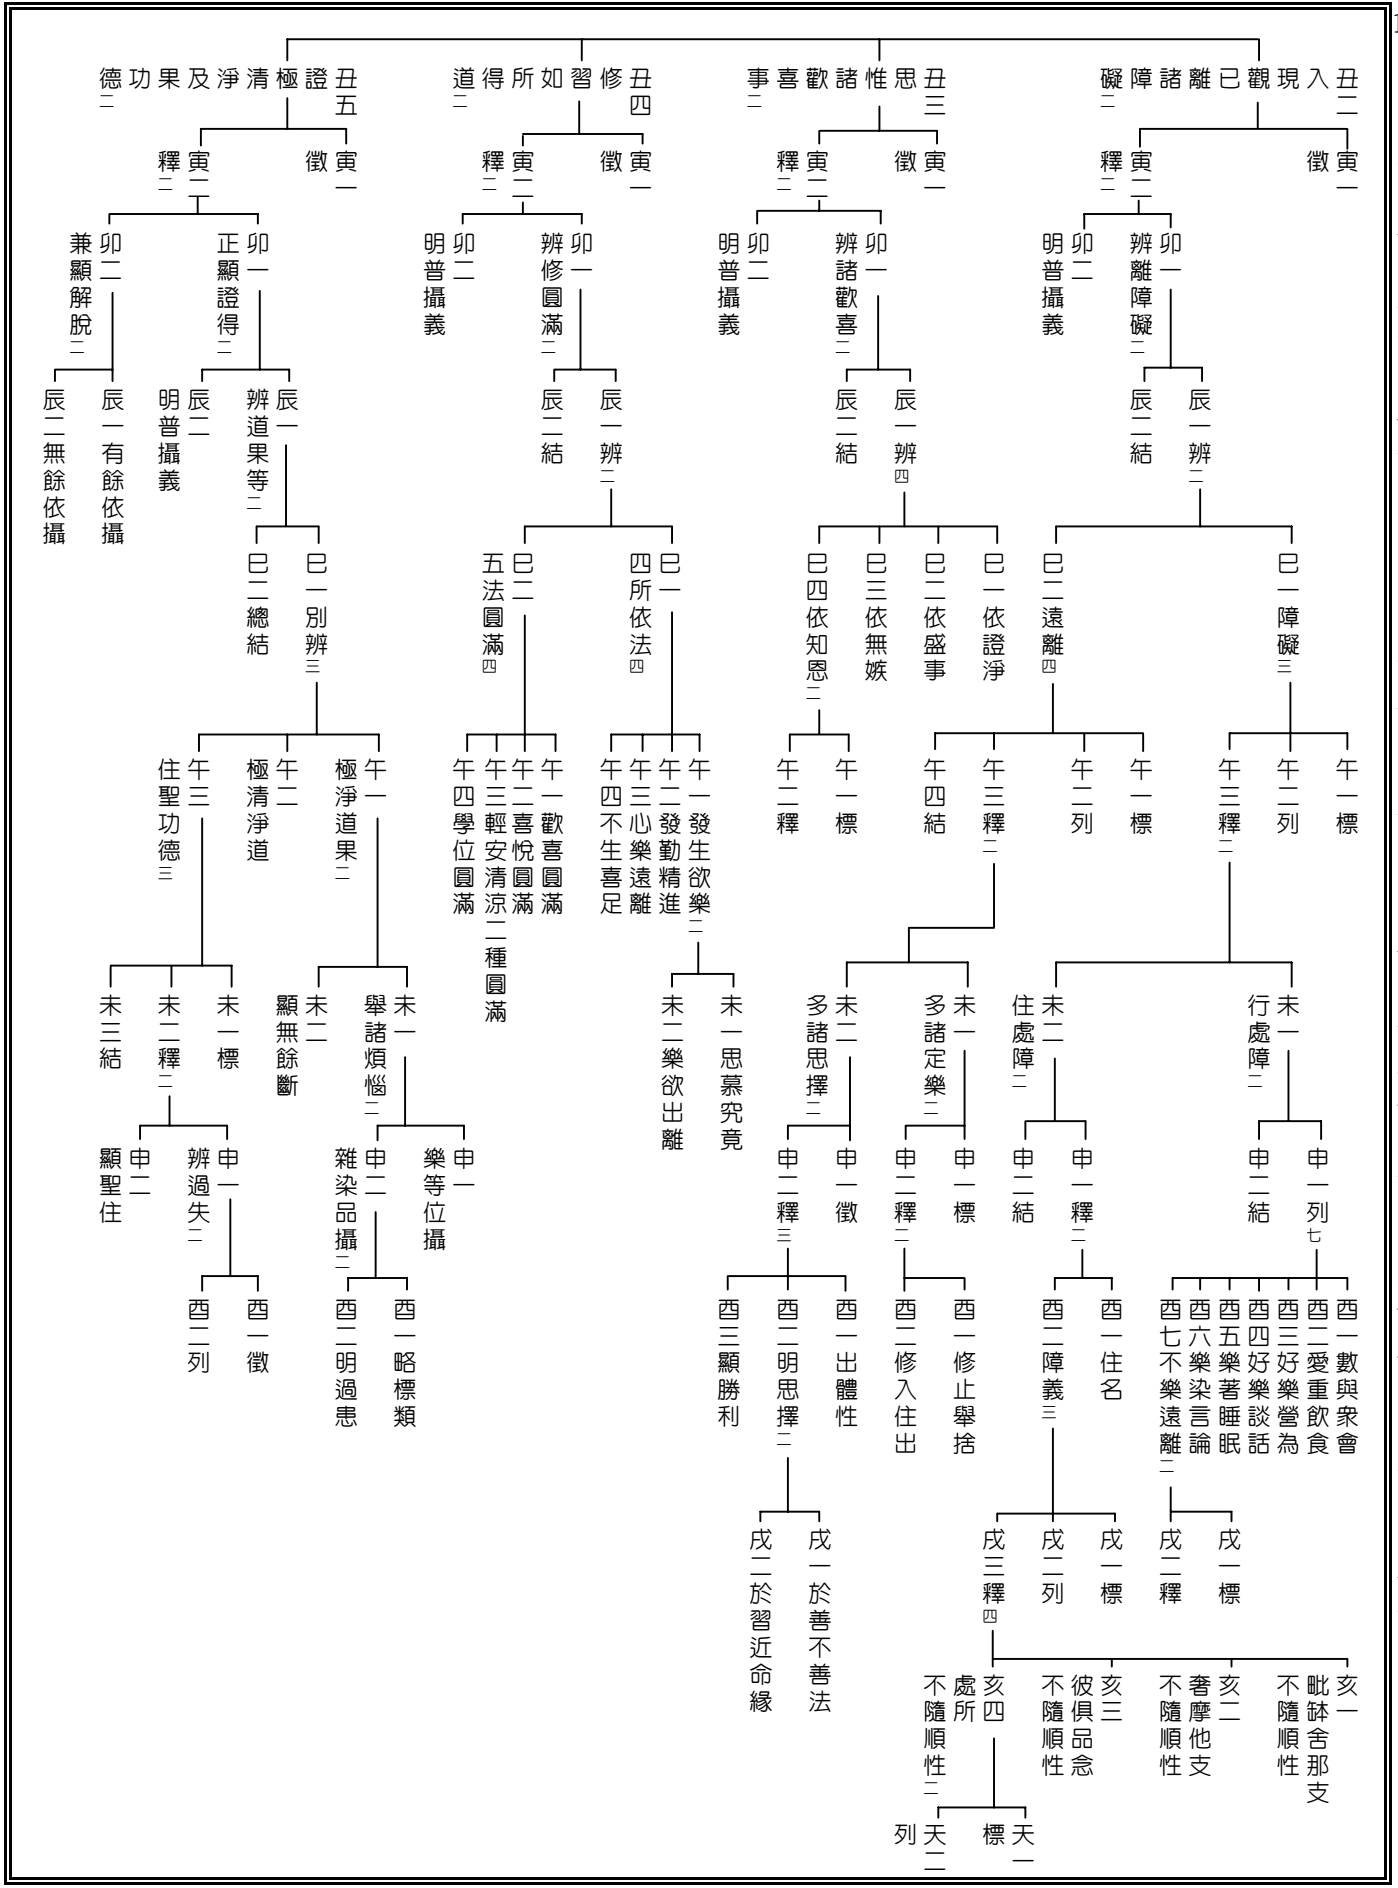 丑二入現觀已離諸障礙二
寅一徵
寅二釋二
卯一辨離障礙二
辰一辨二
巳一障礙三
午一標
午二列
午三釋二
未一行處障二
申一列七
酉一數與眾會
酉二愛重飲食
酉三好樂營為
酉四好樂談話
酉五樂著睡眠
酉六樂染言論
酉七不樂遠離二
戌一標
戌二釋
申二結
未二住處障二
申一釋二
酉一住名
酉二障義三
戌一標
戌二列
戌三釋四
亥一毗鉢舍那支不隨順性
亥二奢摩他支不隨順性
亥三彼俱品念不隨順性
亥四處所不隨順性二
天一標
天二列
申二結
巳二遠離四
午一標
午二列
午三釋二
未一多諸定樂二
申一標
申二釋二
酉一修止舉捨
酉二修入住出
未二多諸思擇二
申一徵
申二釋三
酉一出體性
酉二明思擇二
戌一於善不善法
戌二於習近命緣
酉三顯勝利
午四結
辰二結
卯二明普攝義
丑三思惟諸歡喜事二
寅一徵
寅二釋二
卯一辨諸歡喜二
辰一辨四
巳一依證淨
巳二依盛事
巳三依無嫉
巳四依知恩二
午一標
午二釋
辰二結
卯二明普攝義
丑四修習如所得道二
寅一徵
寅二釋二
卯一辨修圓滿二
辰一辨二
巳一四所依法四
午一發生欲樂二
未一思慕究竟
未二樂欲出離
午二發勤精進
午三心樂遠離
午四不生喜足
巳二五法圓滿四
午一歡喜圓滿
午二喜悅圓滿
午三輕安清涼二種圓滿
午四學位圓滿
辰二結
卯二明普攝義
丑五證極清淨及果功德二
寅一徵
寅二釋二
卯一正顯證得二
辰一辨道果等二
巳一別辨三
午一極淨道果二
未一舉諸煩惱二
申一樂等位攝
申二雜染品攝二
酉一略標類
酉二明過患
未二顯無餘斷
午二極清淨道
午三住聖功德三
未一標
未二釋二
申一辨過失二
酉一徵
酉二列
申二顯聖住
未三結
巳二總結
辰二明普攝義
卯二兼顯解脫二
辰一有餘依攝
辰二無餘依攝